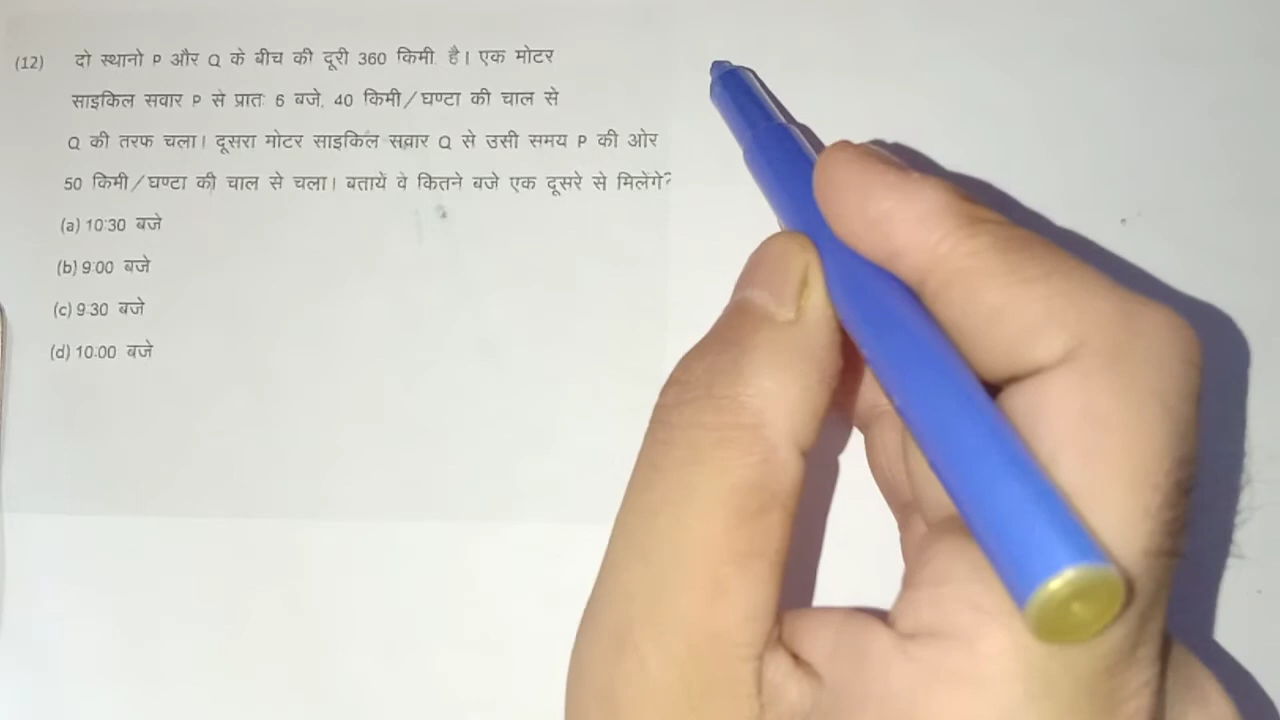 (12) दो स्थानो P और Q के बीच की दूरी 360 किमी. है। एक मोटर
साइकिल सवार P से प्रातः 6 बजे, 40 किमी/घण्टा की चाल से
Q की तरफ चला। दूसरा मोटर साइकिल सवार Q से उसी समय P की ओर
50 किमी/घण्टा की चाल से चला। बतायें वे कितने बजे एक दूसरे से मिलेंगे?
(a) 10:30 बजे
(b) 9:00 बजे
(c) 9:30 बजे
(d) 10:00 बजे